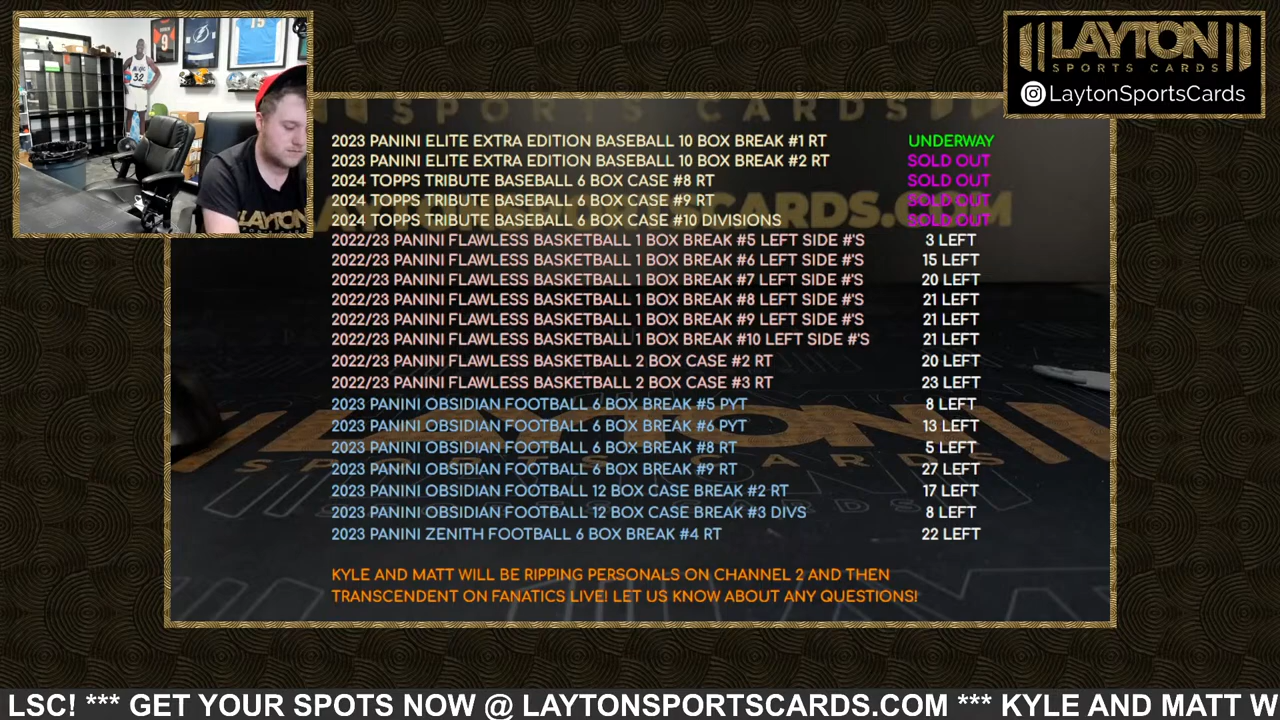 LAYTON
SPORTS CARDS
LaytonSportsCards
SPORTS CARDS
2023 PANINI ELITE EXTRA EDITION BASEBALL 10 BOX BREAK #1 RT UNDERWAY
2023 PANINI ELITE EXTRA EDITION BASEBALL 10 BOX BREAK #2 RT SOLD OUT
2024 TOPPS TRIBUTE BASEBALL 6 BOX CASE #8 RT SOLD OUT
2024 TOPPS TRIBUTE BASEBALL 6 BOX CASE #9 RT SOLD OUT
2024 TOPPS TRIBUTE BASEBALL 6 BOX CASE #10 DIVISIONS SOLD OUT
2022/23 PANINI FLAWLESS BASKETBALL 1 BOX BREAK #5 LEFT SIDE #'S 3 LEFT
2022/23 PANINI FLAWLESS BASKETBALL 1 BOX BREAK #6 LEFT SIDE #'S 15 LEFT
2022/23 PANINI FLAWLESS BASKETBALL 1 BOX BREAK #7 LEFT SIDE #'S 20 LEFT
2022/23 PANINI FLAWLESS BASKETBALL 1 BOX BREAK #8 LEFT SIDE #'S 21 LEFT
2022/23 PANINI FLAWLESS BASKETBALL 1 BOX BREAK #9 LEFT SIDE #'S 21 LEFT
2022/23 PANINI FLAWLESS BASKETBALL 1 BOX BREAK #10 LEFT SIDE #'S 21 LEFT
2022/23 PANINI FLAWLESS BASKETBALL 2 BOX CASE #2 RT 20 LEFT
2022/23 PANINI FLAWLESS BASKETBALL 2 BOX CASE #3 RT 23 LEFT
2023 PANINI OBSIDIAN FOOTBALL 6 BOX BREAK #5 PYT 8 LEFT
2023 PANINI OBSIDIAN FOOTBALL 6 BOX BREAK #6 PYT 13 LEFT
2023 PANINI OBSIDIAN FOOTBALL 6 BOX BREAK #8 RT 5 LEFT
2023 PANINI OBSIDIAN FOOTBALL 6 BOX BREAK #9 RT 27 LEFT
2023 PANINI OBSIDIAN FOOTBALL 12 BOX CASE BREAK #2 RT 17 LEFT
2023 PANINI OBSIDIAN FOOTBALL 12 BOX CASE BREAK #3 DIVS 8 LEFT
2023 PANINI ZENITH FOOTBALL 6 BOX BREAK #4 RT 22 LEFT
KYLE AND MATT WILL BE RIPPING PERSONALS ON CHANNEL 2 AND THEN
TRANSCENDENT ON FANATICS LIVE! LET US KNOW ABOUT ANY QUESTIONS!
LSC! *** GET YOUR SPOTS NOW @ LAYTONSPORTSCARDS.COM *** KYLE AND MATT W